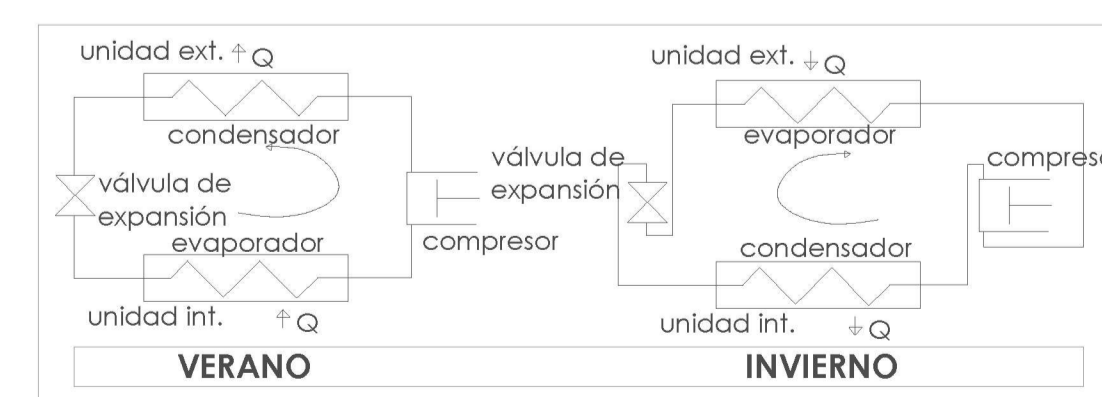 unidad ext. Q
condensador
válvula de
expansión
evaporador
compresor
unidad int. Q
VERANO
unidad ext. Q
evaporador
válvula de
expansión
condensador
unidad int. Q
INVIERNO